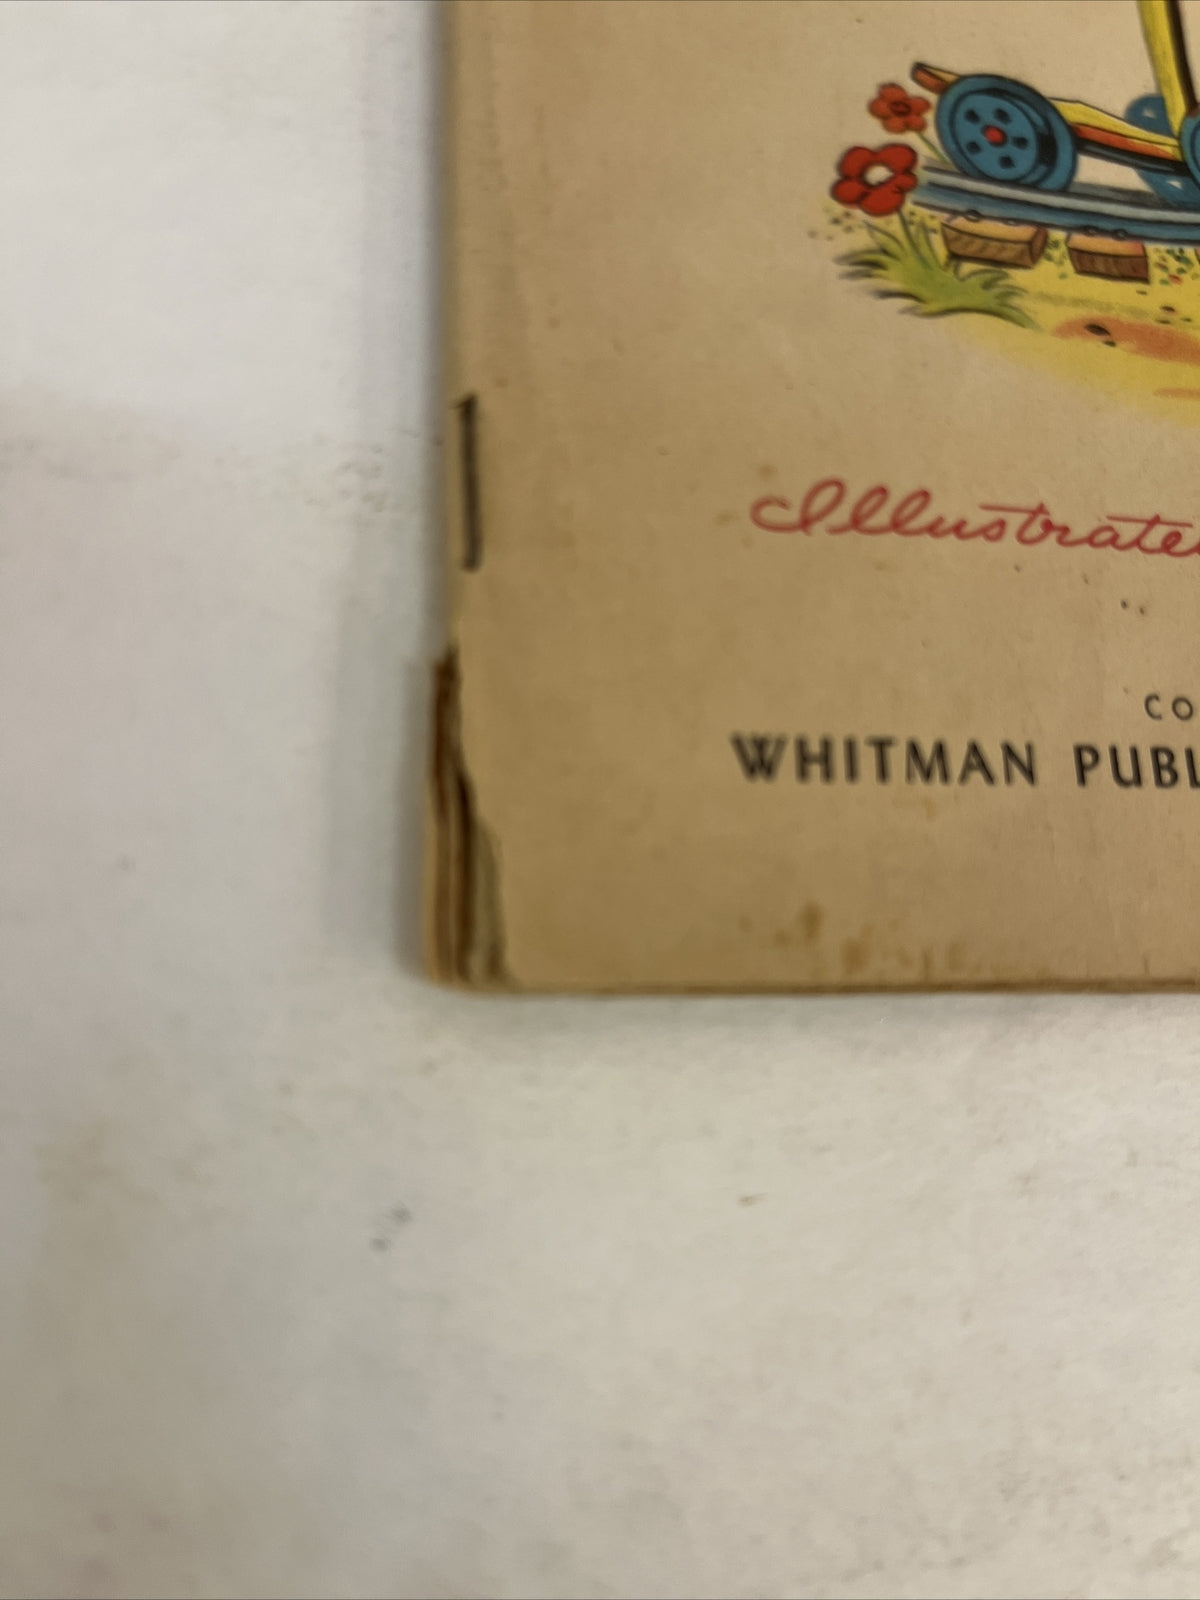 Illustrate
CO
WHITMAN PUBL